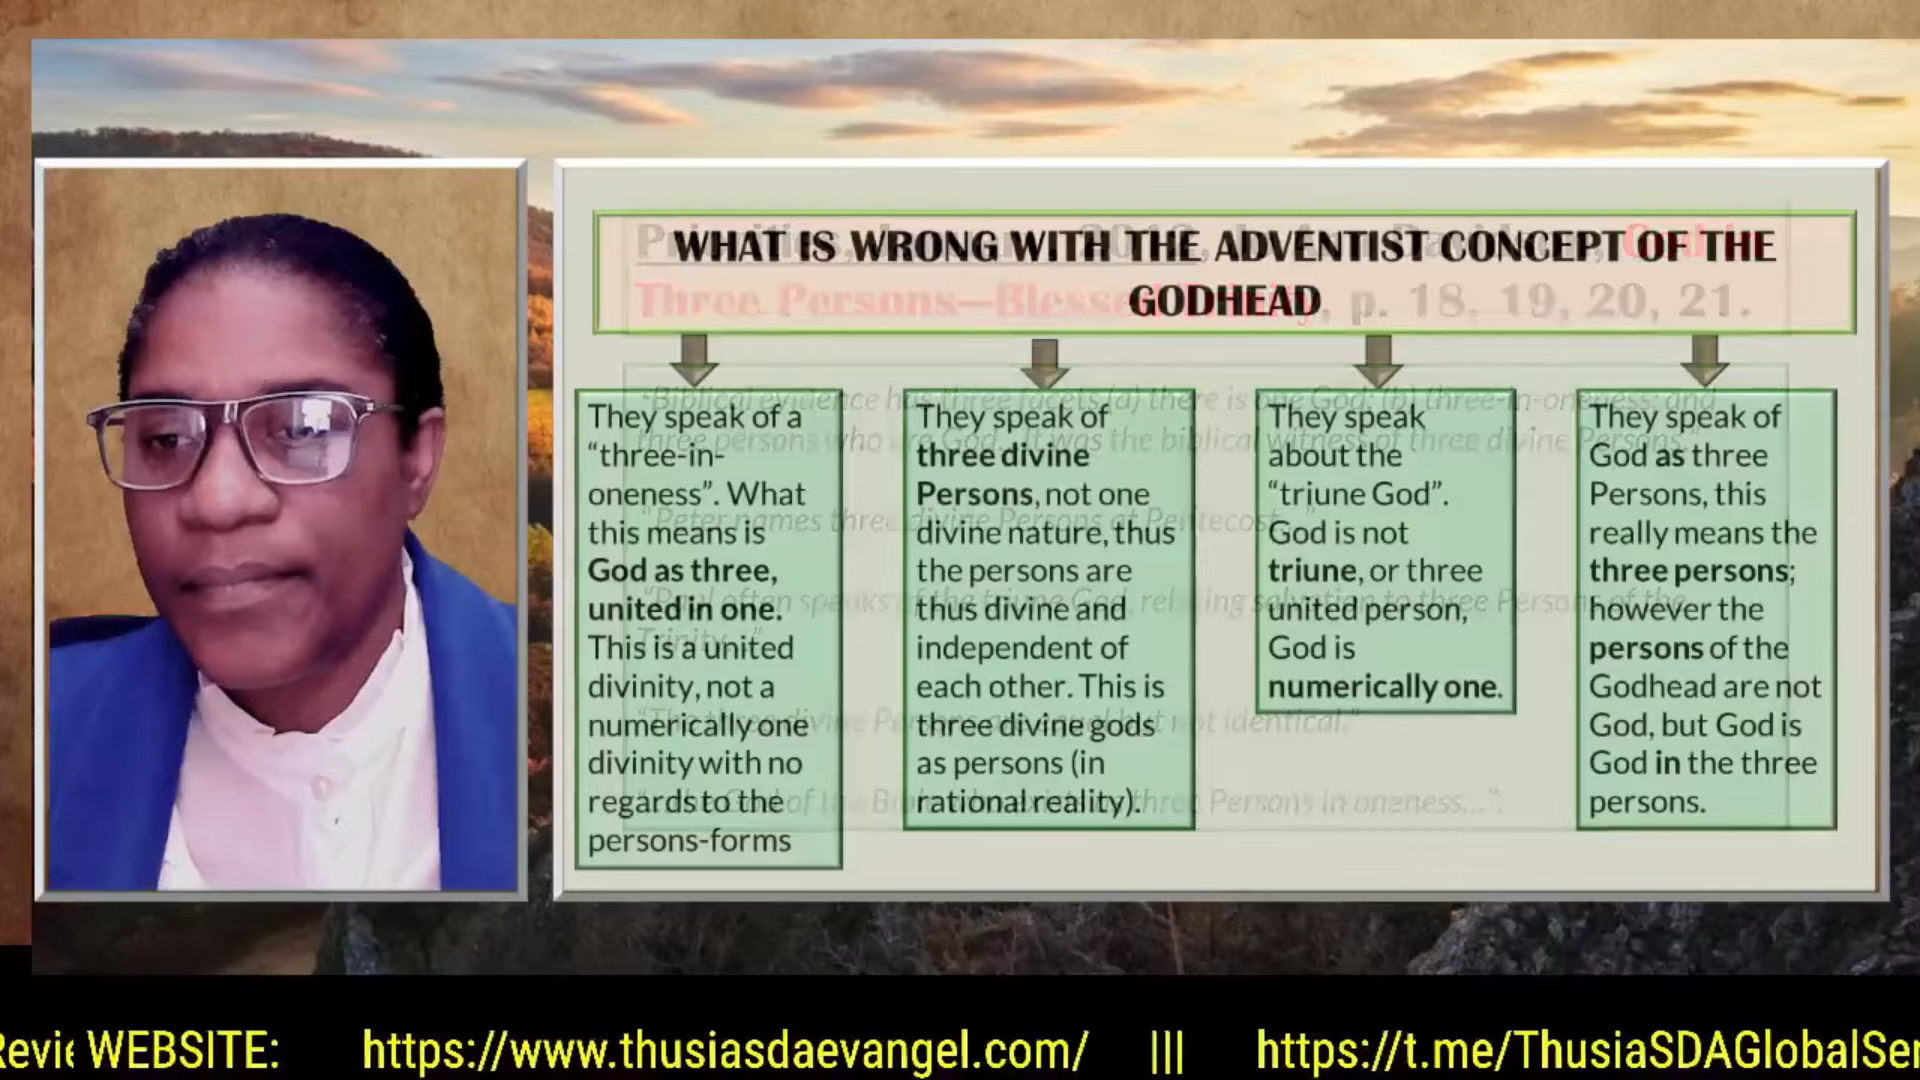 WHAT IS WRONG WITH THE ADVENTIST CONCEPT OF THE
GODHEAD
Three Persons—Blessed
, p. 18, 19, 20, 21.
They speak of a
“three-in-
oneness”. What
this means is
God as three,
united in one.
This is a united
divinity, not a
numerically one
divinity with no
regards to the
persons-forms
They speak of
three divine
Persons, not one
divine nature, thus
the persons are
thus divine and
independent of
each other. This is
three divine gods
as persons (in
rational reality).
They speak
about the
“triune God”.
God is not
triune, or three
united person,
God is
numerically one.
They speak of
God as three
Persons, this
really means the
three persons;
however the
persons of the
Godhead are not
God, but God is
God in the three
persons.
WEBSITE: https://www.thusiasdaevangel.com/ ||| https://t.me/ThusiaSDAGlobalSer